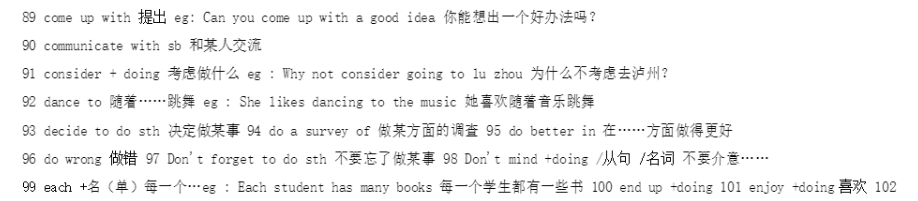 89 come up with 提出 eg: Can you come up with a good idea 你能想出一个好办法吗？
90 communicate with sb 和某人交流
91 consider + doing 考虑做什么 eg : Why not consider going to lu zhou 为什么不考虑去泸州？
92 dance to 随着……跳舞 eg : She likes dancing to the music 她喜欢随着音乐跳舞
93 decide to do sth 决定做某事 94 do a survey of 做某方面的调查 95 do better in 在……方面做得更好
96 do wrong 做错 97 Don't forget to do sth 不要忘了做某事 98 Don't mind +doing /从句 /名词 不要介意……
99 each +名（单）每一个…eg : Each student has many books 每一个学生都有一些书 100 end up +doing 101 enjoy +doing 喜欢 102